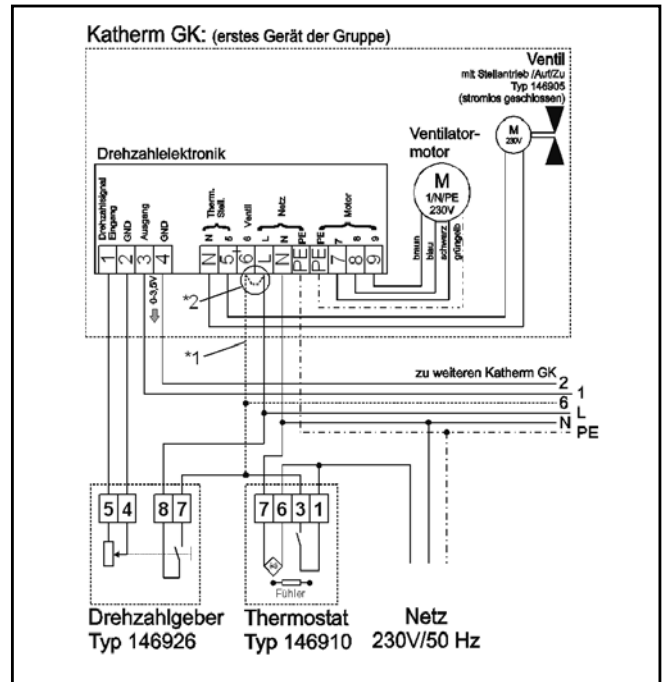 Katherm GK: (erstes Gerät der Gruppe)
Ventil
mit Stellantrieb /Auf/Zu
Typ 146905
(stromlos geschlossen)
M
230V
Ventilator-
motor
M
1/N/PE
230V
Drehzahlelektronik
Drehzahlsignal
Eingang
GND
Ausgang
GND
Therm.
Stell.
Ventil
Netz
Motor
N 5 6 L N PE PE 7 8 9
1 2 3 4 N 5 6 L N PE PE 7 8 9
braun
blau
schwarz
grüngelb
0-3,5V
*2
*1
zu weiteren Katherm GK
2
1
6
L
N
PE
5 4 8 7
7 6 3 1
Fühler
Drehzahlgeber
Typ 146926
Thermostat
Typ 146910
Netz
230V/50 Hz